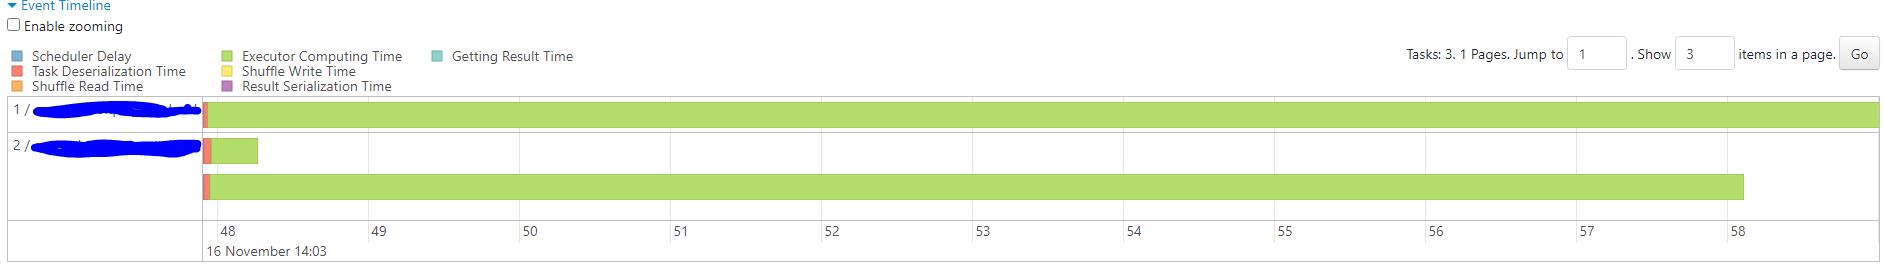 Event Timeline
Enable zooming
Scheduler Delay
Executor Computing Time
Getting Result Time
Tasks: 3. 1 Pages. Jump to 1 . Show 3 items in a page. Go
Task Deserialization Time
Shuffle Write Time
Shuffle Read Time
Result Serialization Time
1 /
2 /
48 49 50 51 52 53 54 55 56 57 58
16 November 14:03